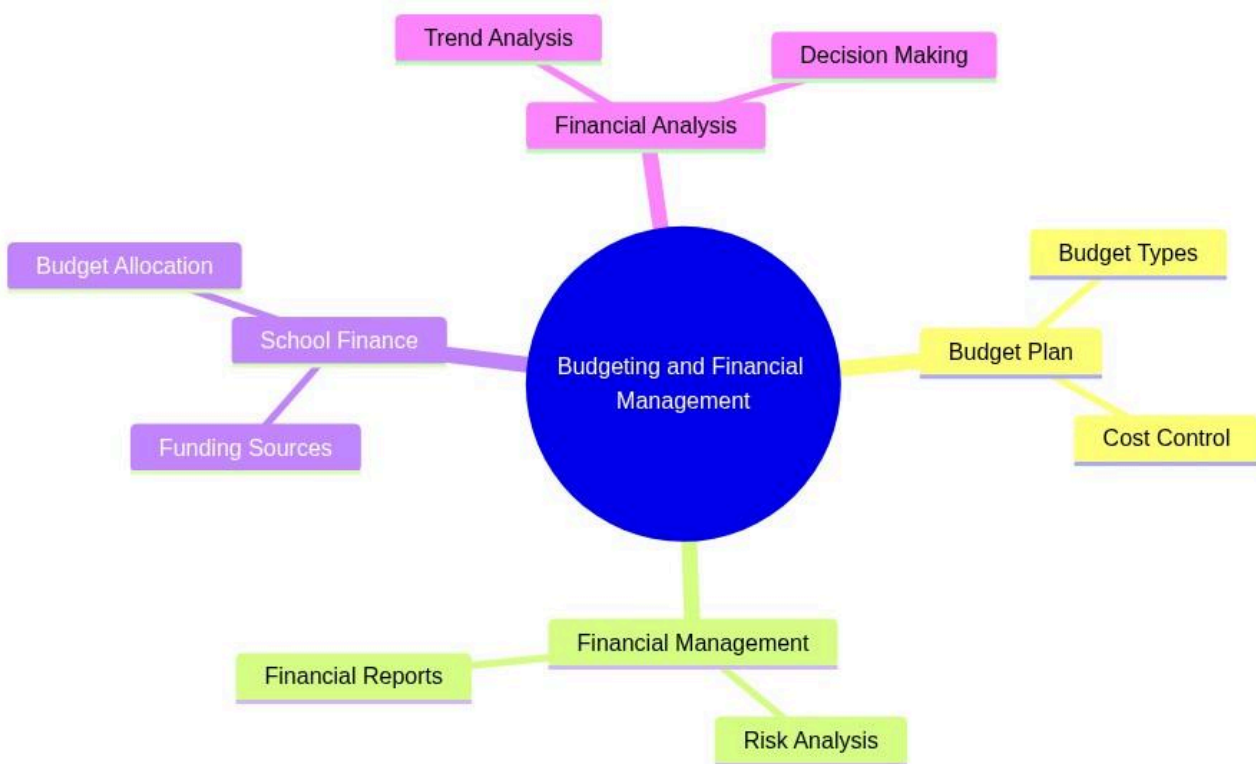 Trend Analysis
Decision Making
Financial Analysis
Budget Types
Budget Allocation
School Finance
Budget Plan
Budgeting and Financial
Management
Cost Control
Funding Sources
Financial Management
Financial Reports
Risk Analysis